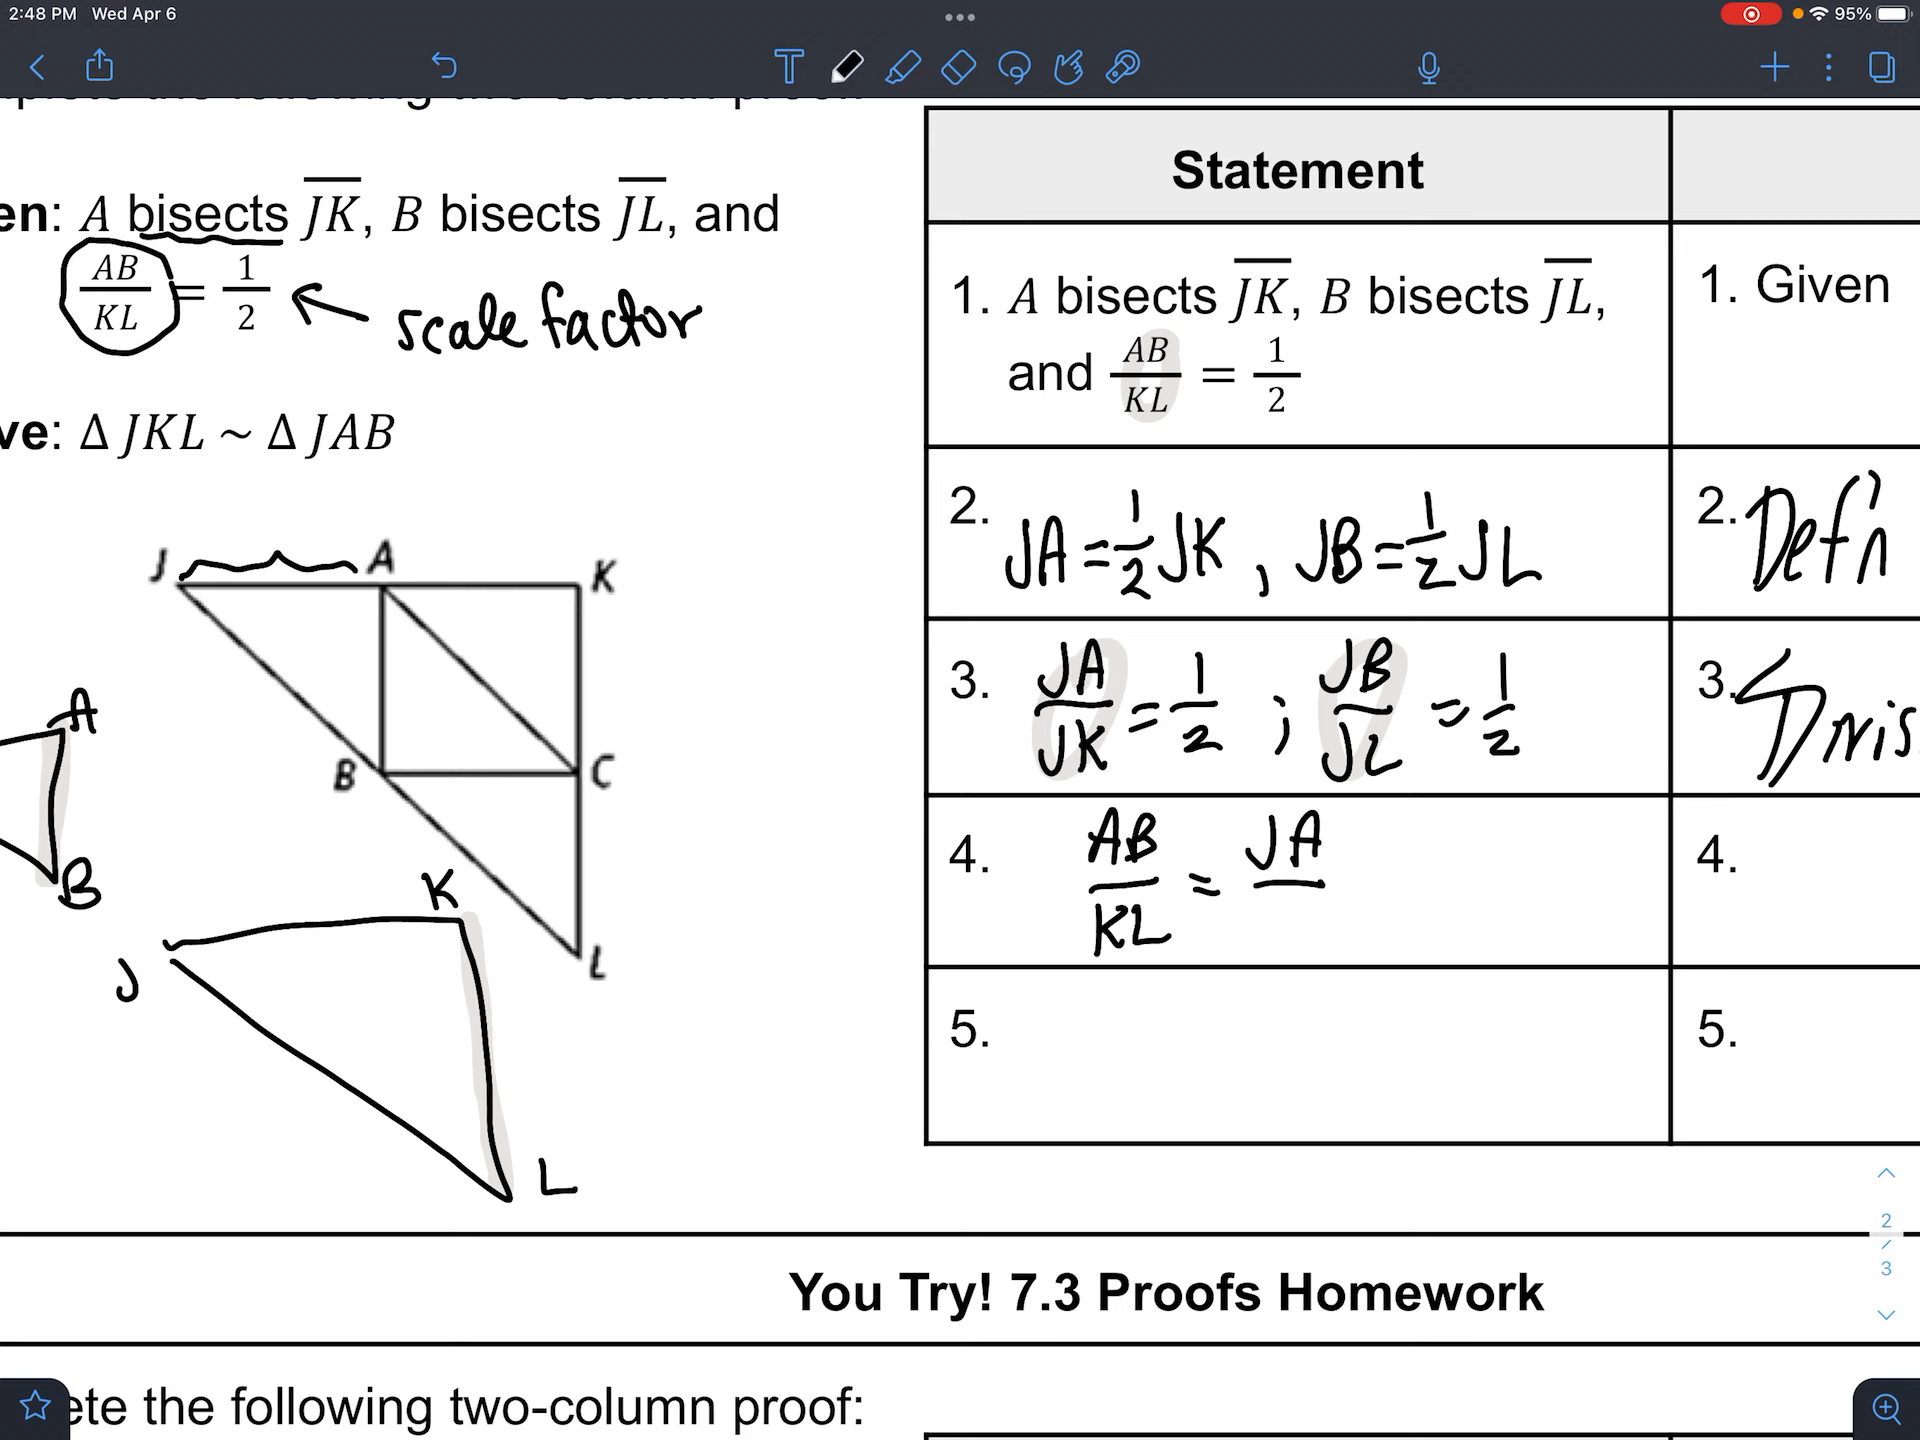 2:48 PM Wed Apr 6
95%
Statement
en: A bisects JK, B bisects JL, and
AB/KL = 1/2 ← scale factor
ve: Δ JKL ~ Δ JAB
1. A bisects JK, B bisects JL,
and AB/KL = 1/2
1. Given
2. JA = 1/2 JK , JB = 1/2 JL
2. Def'n
3. JA/JK = 1/2 ; JB/JL = 1/2
3.
4. AB/KL = JA
4.
5.
5.
J A K
B C
L
A
B
K
J
L
2
/
3
You Try! 7.3 Proofs Homework
ete the following two-column proof: